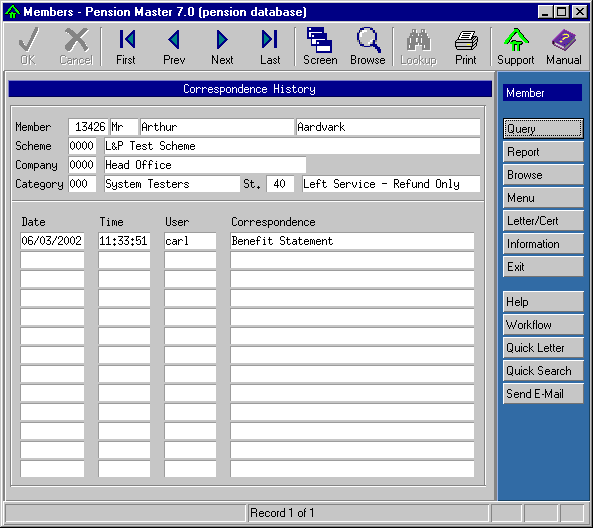 Members - Pension Master 7.0 (pension database)
OK Cancel First Prev Next Last Screen Browse Lookup Print Support Manual
Correspondence History
Member 13426 Mr Arthur Aardvark
Scheme 0000 L&P Test Scheme
Company 0000 Head Office
Category 000 System Testers St. 40 Left Service - Refund Only
Date Time User Correspondence
06/03/2002 11:33:51 carl Benefit Statement
Member
Query
Report
Browse
Menu
Letter/Cert
Information
Exit
Help
Workflow
Quick Letter
Quick Search
Send E-Mail
Record 1 of 1